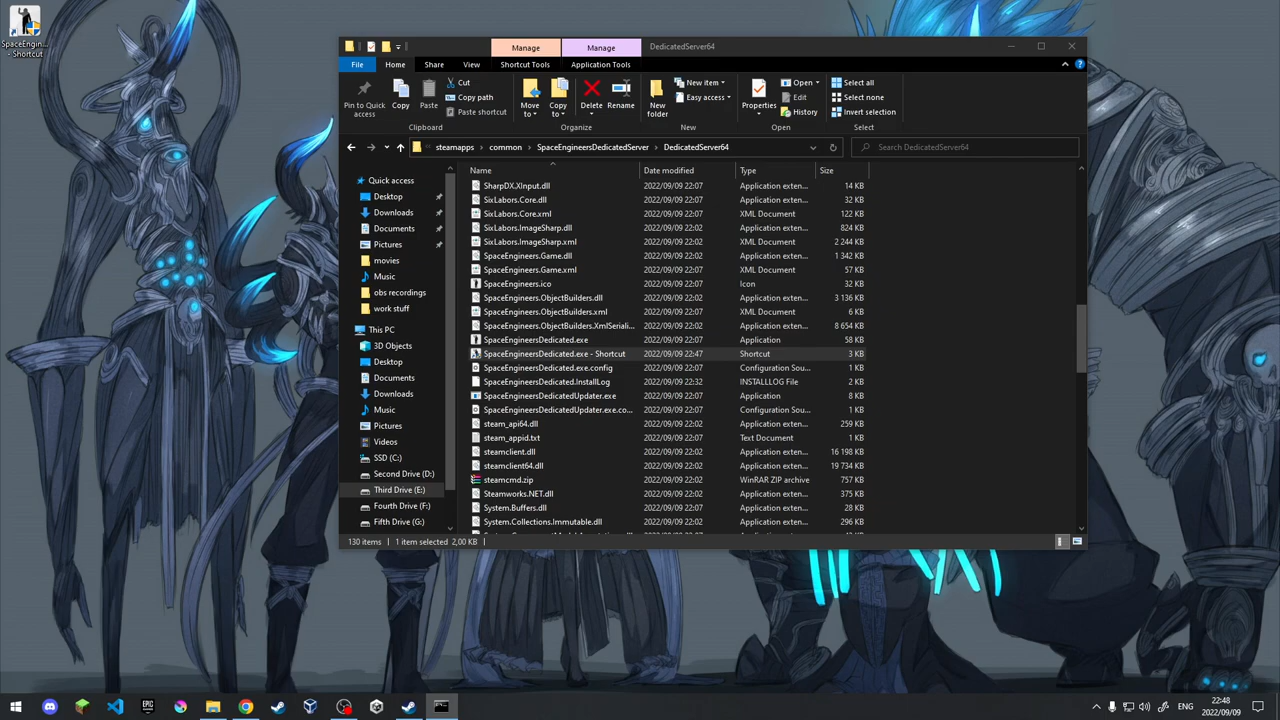 SpaceEngin...
- Shortcut
Manage
Manage
DedicatedServer64
File
Home
Share
View
Shortcut Tools
Application Tools
Pin to Quick
access
Copy
Paste
Cut
Copy path
Paste shortcut
Clipboard
Move
to
Copy
to
Delete
Rename
Organize
New
folder
New item
Easy access
New
Properties
Open
Edit
History
Open
Select all
Select none
Invert selection
Select
steamapps
common
SpaceEngineersDedicatedServer
DedicatedServer64
Search DedicatedServer64
Name
Date modified
Type
Size
Quick access
Desktop
Downloads
Documents
Pictures
movies
Music
obs recordings
work stuff
This PC
3D Objects
Desktop
Documents
Downloads
Music
Pictures
Videos
SSD (C:)
Second Drive (D:)
Third Drive (E:)
Fourth Drive (F:)
Fifth Drive (G:)
SharpDX.XInput.dll 2022/09/09 22:07 Application exten... 14 KB
SixLabors.Core.dll 2022/09/09 22:07 Application exten... 32 KB
SixLabors.Core.xml 2022/09/09 22:07 XML Document 122 KB
SixLabors.ImageSharp.dll 2022/09/09 22:07 Application exten... 824 KB
SixLabors.ImageSharp.xml 2022/09/09 22:02 XML Document 2 244 KB
SpaceEngineers.Game.dll 2022/09/09 22:02 Application exten... 1 342 KB
SpaceEngineers.Game.xml 2022/09/09 22:07 XML Document 57 KB
SpaceEngineers.ico 2022/09/09 22:07 Icon 32 KB
SpaceEngineers.ObjectBuilders.dll 2022/09/09 22:02 Application exten... 3 136 KB
SpaceEngineers.ObjectBuilders.xml 2022/09/09 22:07 XML Document 6 KB
SpaceEngineers.ObjectBuilders.XmlSeriali... 2022/09/09 22:02 Application exten... 8 654 KB
SpaceEngineersDedicated.exe 2022/09/09 22:07 Application 58 KB
SpaceEngineersDedicated.exe - Shortcut 2022/09/09 22:47 Shortcut 3 KB
SpaceEngineersDedicated.exe.config 2022/09/09 22:07 Configuration Sou... 1 KB
SpaceEngineersDedicated.InstallLog 2022/09/09 22:32 INSTALLLOG File 2 KB
SpaceEngineersDedicatedUpdater.exe 2022/09/09 22:07 Application 8 KB
SpaceEngineersDedicatedUpdater.exe.co... 2022/09/09 22:07 Configuration Sou... 1 KB
steam_api64.dll 2022/09/09 22:02 Application exten... 259 KB
steam_appid.txt 2022/09/09 22:07 Text Document 1 KB
steamclient.dll 2022/09/09 22:02 Application exten... 16 198 KB
steamclient64.dll 2022/09/09 22:02 Application exten... 19 734 KB
steamcmd.zip 2022/09/09 22:07 WinRAR ZIP archive 757 KB
Steamworks.NET.dll 2022/09/09 22:02 Application exten... 375 KB
System.Buffers.dll 2022/09/09 22:07 Application exten... 28 KB
System.Collections.Immutable.dll 2022/09/09 22:02 Application exten... 296 KB
130 items
1 item selected 2,00 KB
EPIC
ENG
22:48
2022/09/09